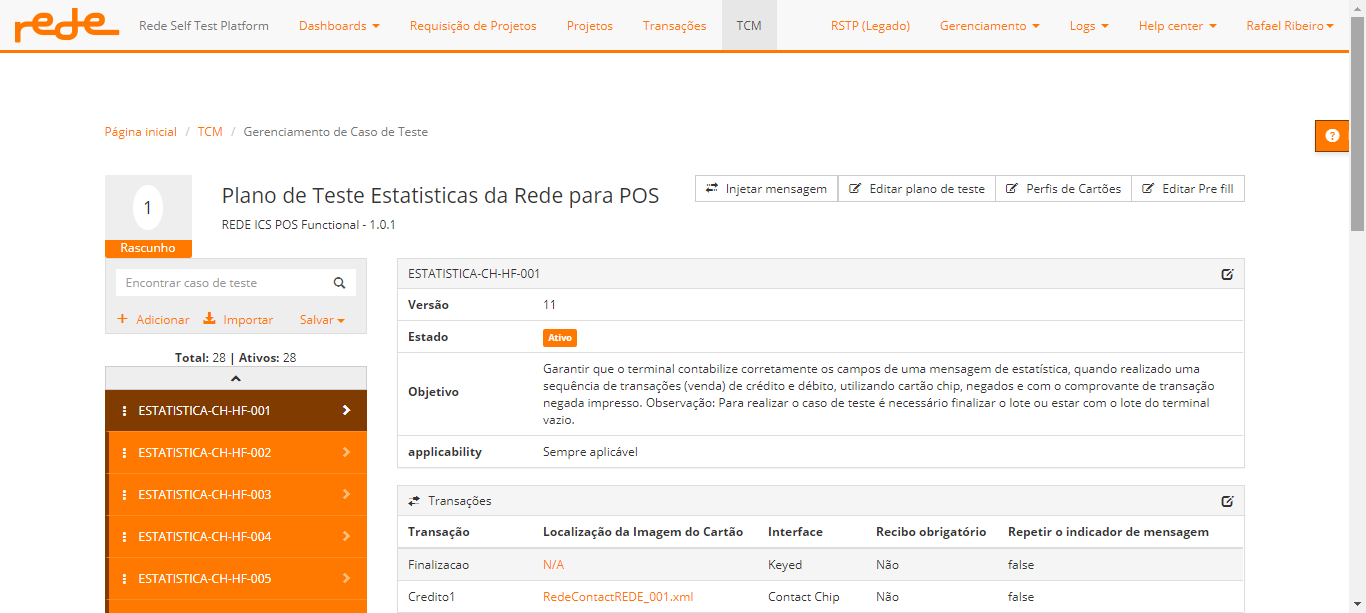 rede Rede Self Test Platform Dashboards Requisição de Projetos Projetos Transações TCM RSTP (Legado) Gerenciamento Logs Help center Rafael Ribeiro
Página inicial / TCM / Gerenciamento de Caso de Teste
1
Rascunho
Plano de Teste Estatisticas da Rede para POS
REDE ICS POS Functional - 1.0.1
Injetar mensagem Editar plano de teste Perfis de Cartões Editar Pre fill
Encontrar caso de teste
+ Adicionar Importar Salvar
Total: 28 | Ativos: 28
ESTATISTICA-CH-HF-001
ESTATISTICA-CH-HF-002
ESTATISTICA-CH-HF-003
ESTATISTICA-CH-HF-004
ESTATISTICA-CH-HF-005
ESTATISTICA-CH-HF-001
Versão 11
Estado Ativo
Objetivo
Garantir que o terminal contabilize corretamente os campos de uma mensagem de estatística, quando realizado uma
sequência de transações (venda) de crédito e débito, utilizando cartão chip, negados e com o comprovante de transação
negada impresso. Observação: Para realizar o caso de teste é necessário finalizar o lote ou estar com o lote do terminal
vazio.
applicability Sempre aplicável
Transações
Transação Localização da Imagem do Cartão Interface Recibo obrigatório Repetir o indicador de mensagem
Finalizacao N/A Keyed Não false
Credito1 RedeContactREDE_001.xml Contact Chip Não false